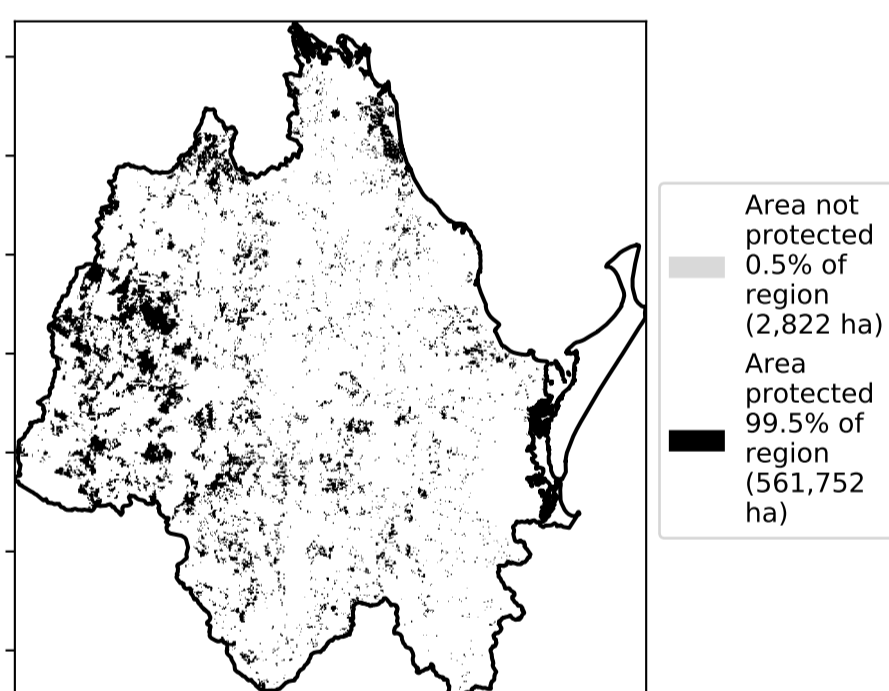 Area not
protected
0.5% of
region
(2,822 ha)
Area
protected
99.5% of
region
(561,752
ha)